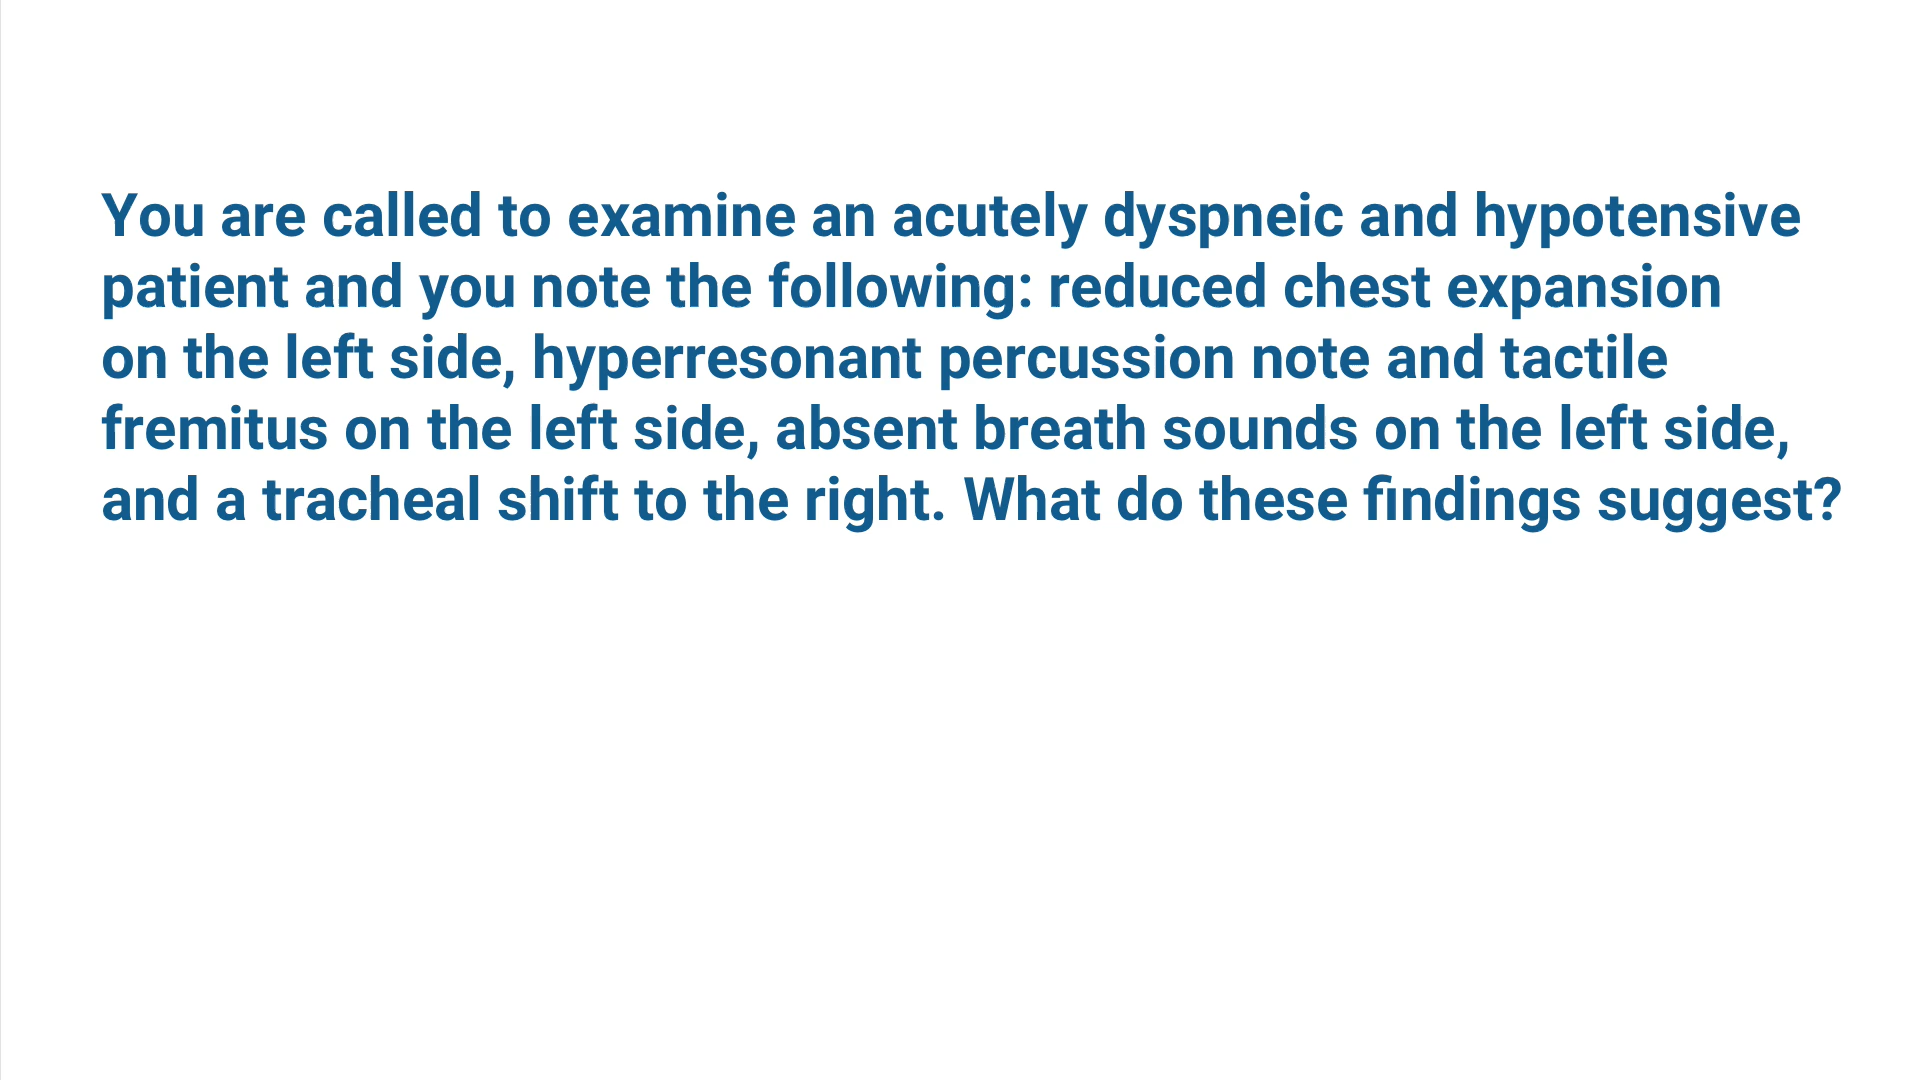 You are called to examine an acutely dyspneic and hypotensive
patient and you note the following: reduced chest expansion
on the left side, hyperresonant percussion note and tactile
fremitus on the left side, absent breath sounds on the left side,
and a tracheal shift to the right. What do these findings suggest?